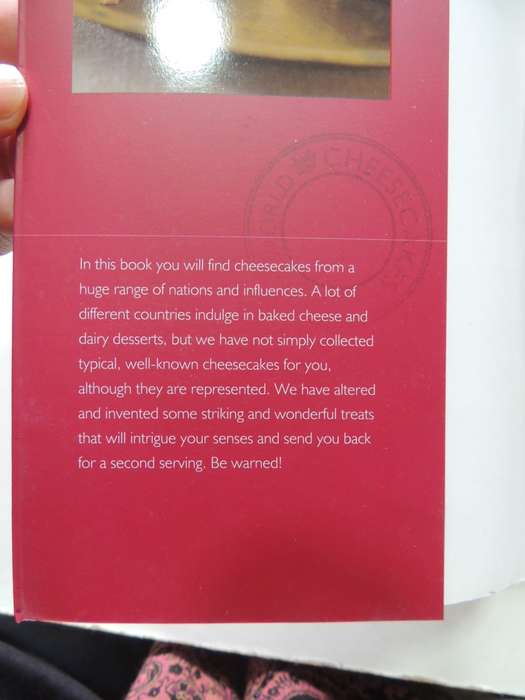 WORLD CHEESECAKES
In this book you will find cheesecakes from a
huge range of nations and influences. A lot of
different countries indulge in baked cheese and
dairy desserts, but we have not simply collected
typical, well-known cheesecakes for you,
although they are represented. We have altered
and invented some striking and wonderful treats
that will intrigue your senses and send you back
for a second serving. Be warned!